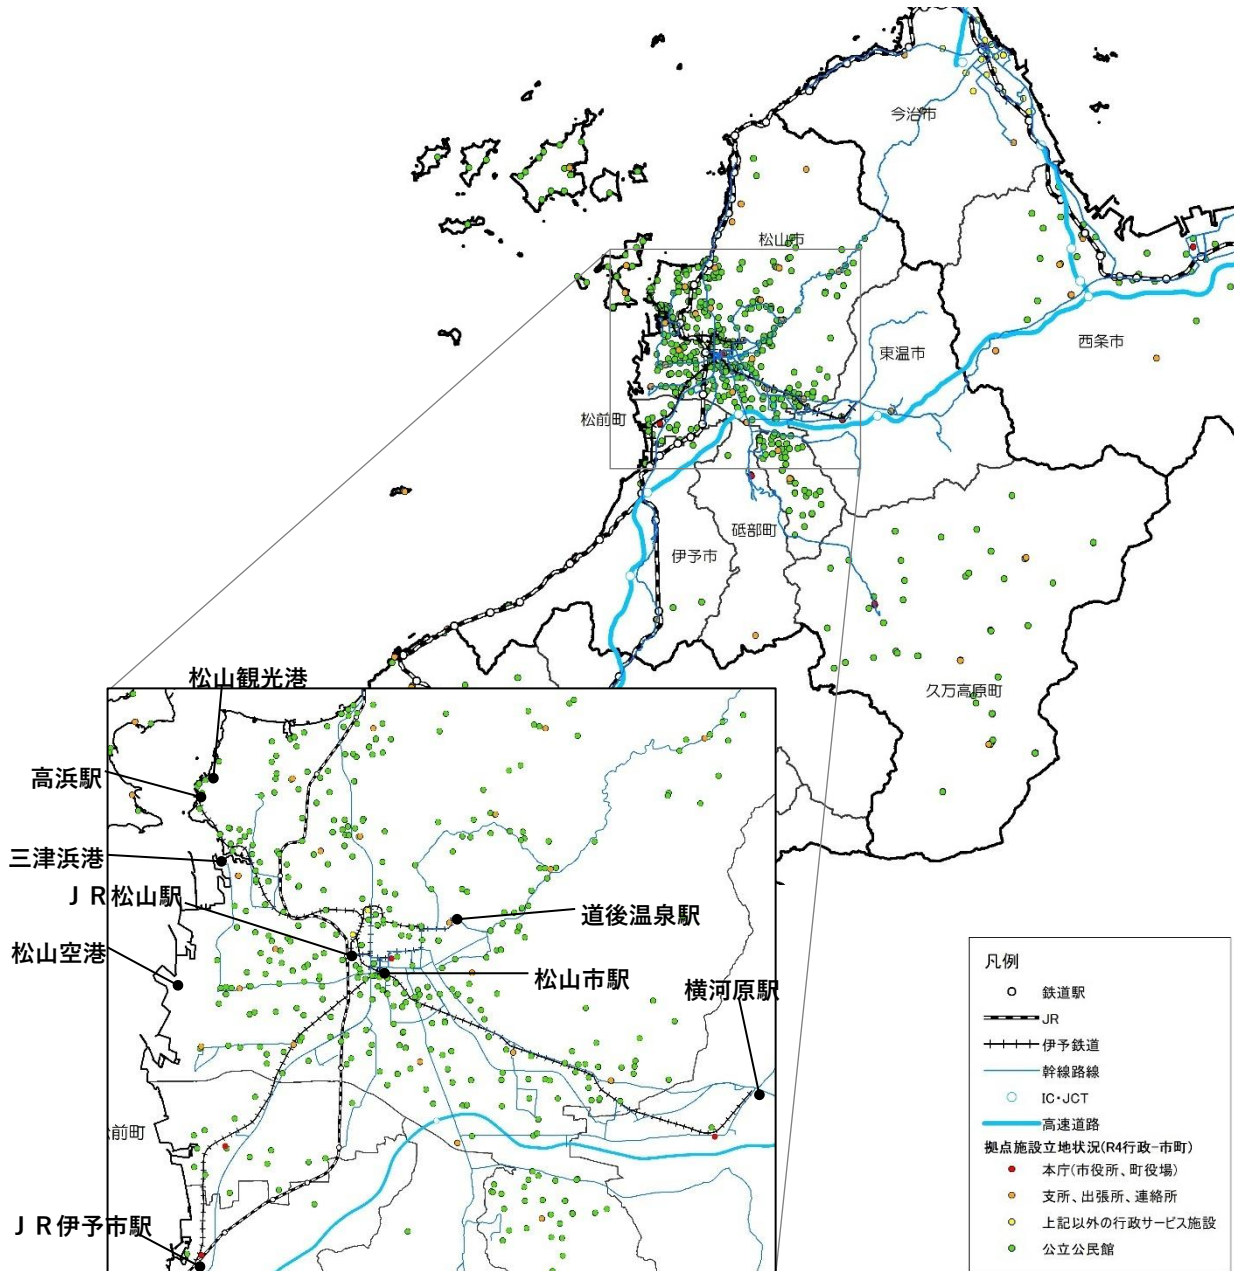 今治市
松山市
東温市
西条市
松前町
砥部町
伊予市
久万高原町
松山観光港
高浜駅
三津浜港
ＪＲ松山駅
道後温泉駅
松山空港
松山市駅
横河原駅
前町
ＪＲ伊予市駅
凡例
鉄道駅
JR
伊予鉄道
幹線路線
IC・JCT
高速道路
拠点施設立地状況(R4行政-市町)
本庁(市役所、町役場)
支所、出張所、連絡所
上記以外の行政サービス施設
公立公民館